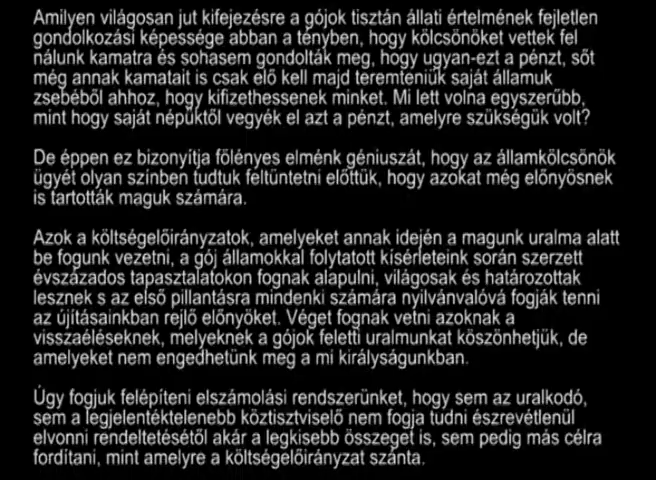 Amilyen világosan jut kifejezésre a gójok tisztán állati értelmének fejletlen
gondolkozási képessége abban a tényben, hogy kölcsönöket vettek fel
nálunk kamatra és sohasem gondolták meg, hogy ugyan-ezt a pénzt, sőt
még annak kamatait is csak elő kell majd teremteniük saját államuk
zsebéből ahhoz, hogy kifizethessenek minket. Mi lett volna egyszerűbb,
mint hogy saját népüktől vegyék el azt a pénzt, amelyre szükségük volt?
De éppen ez bizonyítja fölényes elménk géniuszát, hogy az államkölcsönök
ügyét olyan színben tudtuk feltüntetni előttük, hogy azokat még előnyösnek
is tartották maguk számára.
Azok a költségelőirányzatok, amelyeket annak idején a magunk uralma alatt
be fogunk vezetni, a gój államokkal folytatott kísérleteink során szerzett
évszázados tapasztalatokon fognak alapulni, világosak és határozottak
lesznek s az első pillantásra mindenki számára nyilvánvalóvá fogják tenni
az újításainkban rejlő előnyöket. Véget fognak vetni azoknak a
visszaéléseknek, melyeknek a gójok feletti uralmunkat köszönhetjük, de
amelyeket nem engedhetünk meg a mi királyságunkban.
Úgy fogjuk felépíteni elszámolási rendszerünket, hogy sem az uralkodó,
sem a legjelentéktelenebb köztisztviselő nem fogja tudni észrevétlenül
elvonni rendeltetésétől akár a legkisebb összeget is, sem pedig más célra
fordítani, mint amelyre a költségelőirányzat szánta.